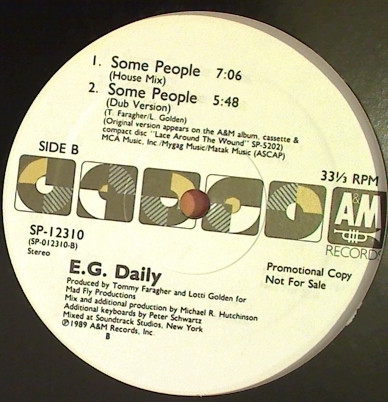 1. Some People 7:06
(House Mix)
2. Some People 5:48
(Dub Version)
(T. Faragher/L. Golden)
(Original version appears on the A&M album, cassette &
compact disc "Lace Around The Wound" SP-5202)
MCA Music, Inc./Mygag Music/Matak Music (ASCAP)
SIDE B
33⅓ RPM
A&M
RECORDS
SP-12310
(SP-012310-B)
Stereo
E.G. Daily
Promotional Copy
Not For Sale
Produced by Tommy Faragher and Lotti Golden for
Mad Fly Productions
Mix and additional production by Michael R. Hutchinson
Additional keyboards by Peter Schwartz
Mixed at Soundtrack Studios, New York
℗1989 A&M Records, Inc.
B